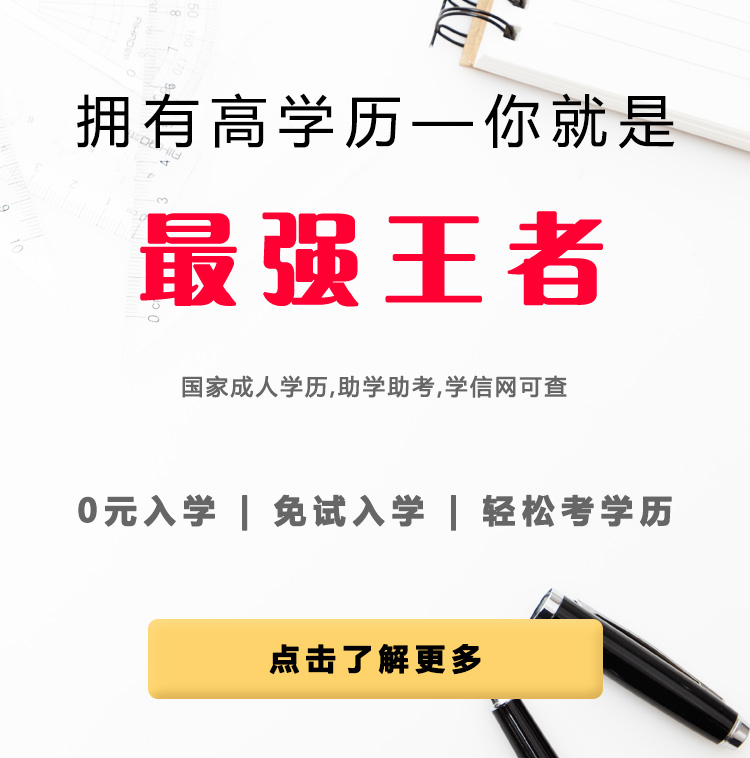 拥有高学历—你就是
最强王者
国家成人学历,助学助考,学信网可查
0元入学 | 免试入学 | 轻松考学历
点击了解更多